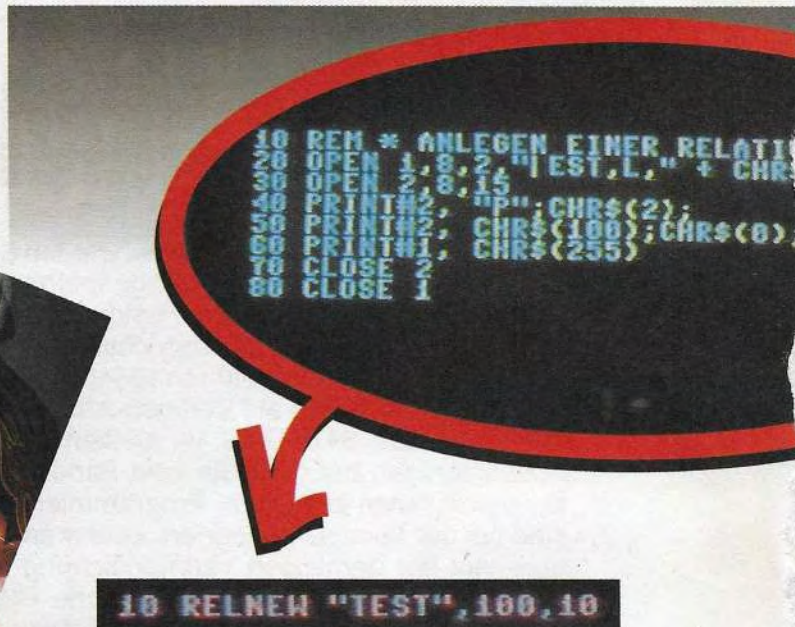 10 REM * ANLEGEN EINER RELATI
20 OPEN 1,8,2,"TEST,L," + CHR$
30 OPEN 2,8,15
40 PRINT#2, "P";CHR$(2);
50 PRINT#2, CHR$(100);CHR$(0);
60 PRINT#1, CHR$(255)
70 CLOSE 2
80 CLOSE 1
10 RELNEW "TEST",100,10